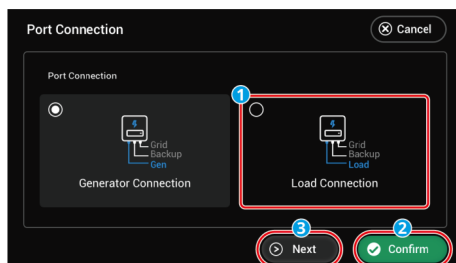 Port Connection
Cancel
Port Connection
1
Grid
Backup
Gen
Generator Connection
Grid
Backup
Load
Load Connection
3
Next
2
Confirm